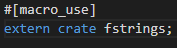 #[macro_use]
extern crate fstrings;